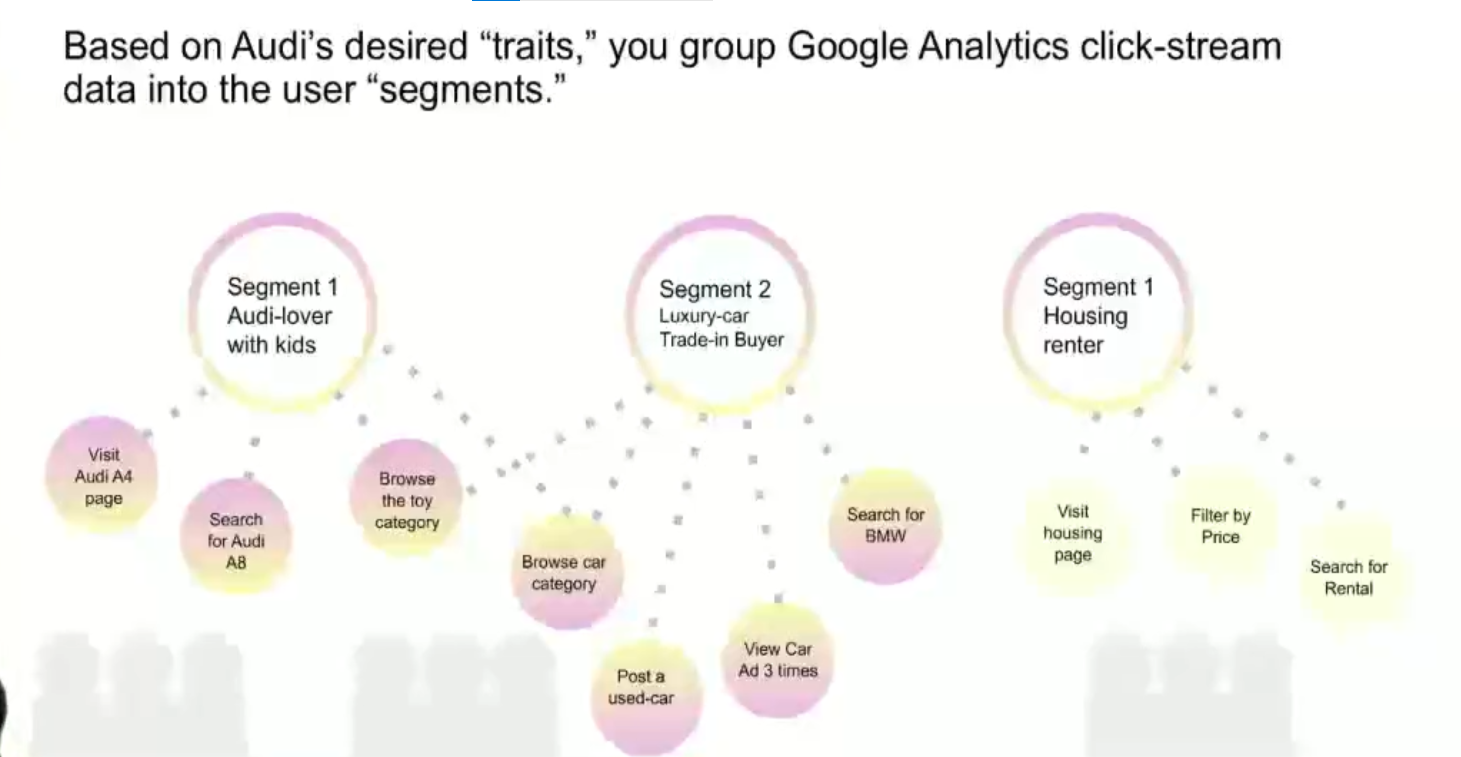 Based on Audi’s desired “traits,” you group Google Analytics click-stream
data into the user “segments.”
Segment 1
Audi-lover
with kids
Segment 2
Luxury-car
Trade-in Buyer
Segment 1
Housing
renter
Visit
Audi A4
page
Search
for Audi
A8
Browse
the toy
category
Browse car
category
Post a
used-car
View Car
Ad 3 times
Search for
BMW
Visit
housing
page
Filter by
Price
Search for
Rental